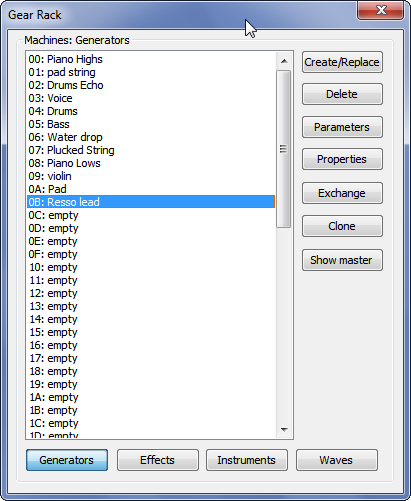 Gear Rack
Machines: Generators
00: Piano Highs
01: pad string
02: Drums Echo
03: Voice
04: Drums
05: Bass
06: Water drop
07: Plucked String
08: Piano Lows
09: violin
0A: Pad
0B: Resso lead
0C: empty
0D: empty
0E: empty
0F: empty
10: empty
11: empty
12: empty
13: empty
14: empty
15: empty
16: empty
17: empty
18: empty
19: empty
1A: empty
1B: empty
1C: empty
1D: empty
Create/Replace
Delete
Parameters
Properties
Exchange
Clone
Show master
Generators
Effects
Instruments
Waves